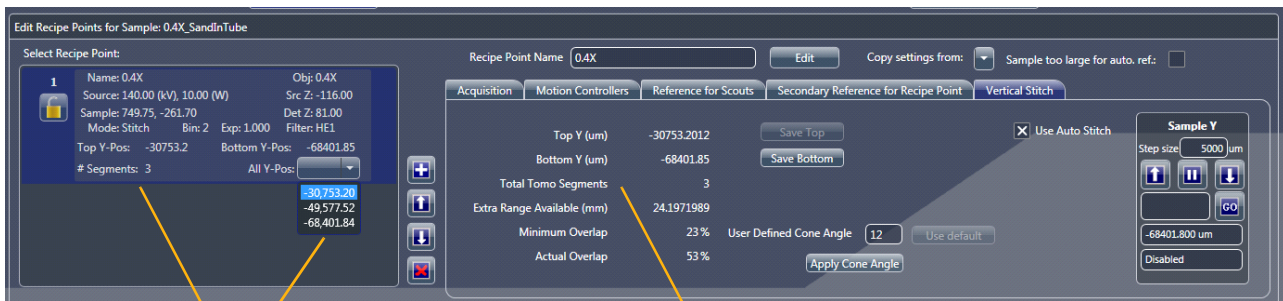 Edit Recipe Points for Sample: 0.4X_SandInTube
Select Recipe Point:
1
Name: 0.4X Obj: 0.4X
Source: 140.00 (kV), 10.00 (W) Src Z: -116.00
Sample: 749.75, -261.70 Det Z: 81.00
Mode: Stitch Bin: 2 Exp: 1.000 Filter: HE1
Top Y-Pos: -30753.2 Bottom Y-Pos: -68401.85
# Segments: 3 All Y-Pos:
-30,753.20
-49,577.52
-68,401.84
Recipe Point Name 0.4X Edit Copy settings from: Sample too large for auto. ref.:
Acquisition Motion Controllers Reference for Scouts Secondary Reference for Recipe Point Vertical Stitch
Top Y (um) -30753.2012 Save Top
Bottom Y (um) -68401.85 Save Bottom
Total Tomo Segments 3
Extra Range Available (mm) 24.1971989
Minimum Overlap 23 % User Defined Cone Angle 12 Use default
Actual Overlap 53 % Apply Cone Angle
X Use Auto Stitch
Sample Y
Step size 5000 um
GO
-68401.800 um
Disabled